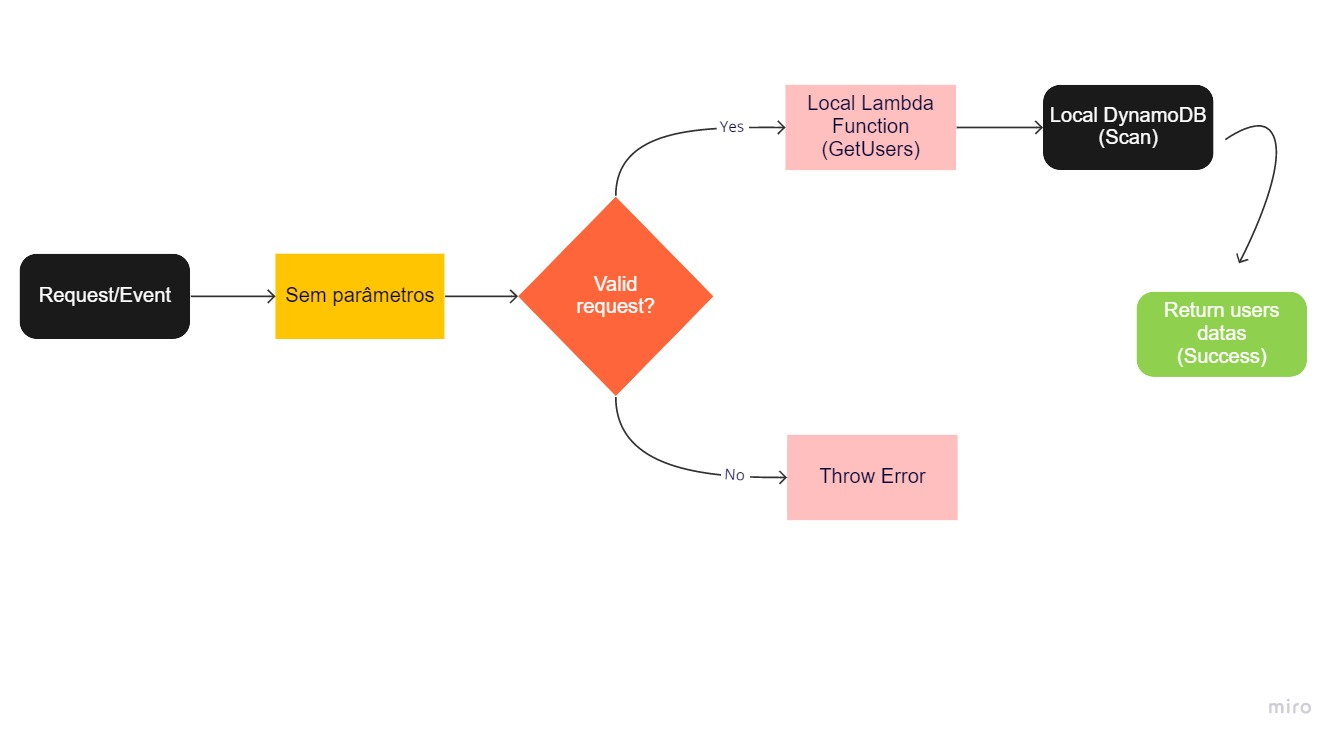 Request/Event
Sem parâmetros
Valid
request?
Yes
Local Lambda
Function
(GetUsers)
Local DynamoDB
(Scan)
Return users
datas
(Success)
No
Throw Error
miro